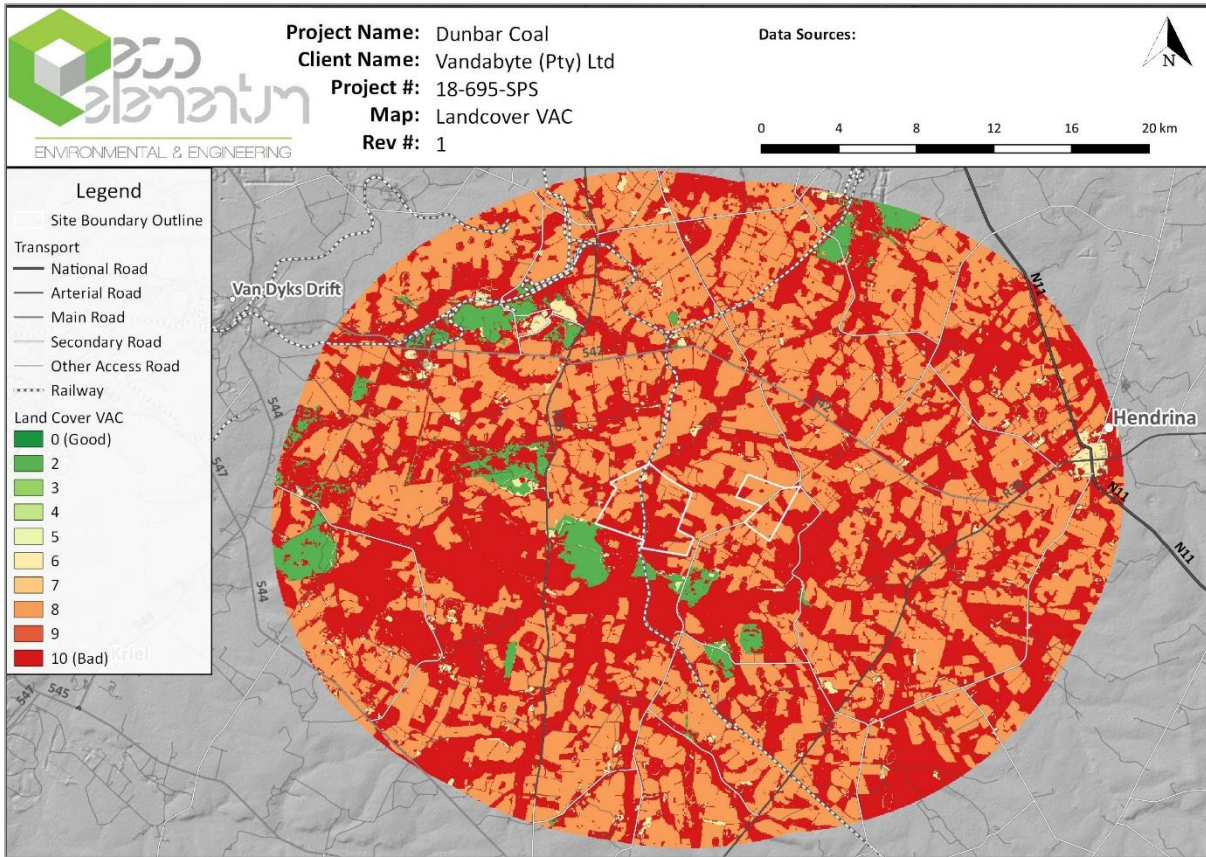 eco
elementum
ENVIRONMENTAL & ENGINEERING
Project Name: Dunbar Coal
Client Name: Vandabyte (Pty) Ltd
Project #: 18-695-SPS
Map: Landcover VAC
Rev #: 1
Data Sources:
N
0 4 8 12 16 20 km
Legend
Site Boundary Outline
Transport
National Road
Arterial Road
Main Road
Secondary Road
Other Access Road
Railway
Land Cover VAC
0 (Good)
2
3
4
5
6
7
8
9
10 (Bad)
Van Dyks Drift
Hendrina
Kriel
N11
N11
N11
542
547
544
547
544
544
547
545